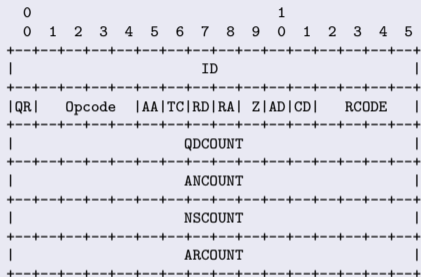 0                                       1
  0  1  2  3  4  5  6  7  8  9  0  1  2  3  4  5
+--+--+--+--+--+--+--+--+--+--+--+--+--+--+--+--+
|                      ID                       |
+--+--+--+--+--+--+--+--+--+--+--+--+--+--+--+--+
|QR|   Opcode  |AA|TC|RD|RA| Z|AD|CD|   RCODE   |
+--+--+--+--+--+--+--+--+--+--+--+--+--+--+--+--+
|                    QDCOUNT                    |
+--+--+--+--+--+--+--+--+--+--+--+--+--+--+--+--+
|                    ANCOUNT                    |
+--+--+--+--+--+--+--+--+--+--+--+--+--+--+--+--+
|                    NSCOUNT                    |
+--+--+--+--+--+--+--+--+--+--+--+--+--+--+--+--+
|                    ARCOUNT                    |
+--+--+--+--+--+--+--+--+--+--+--+--+--+--+--+--+